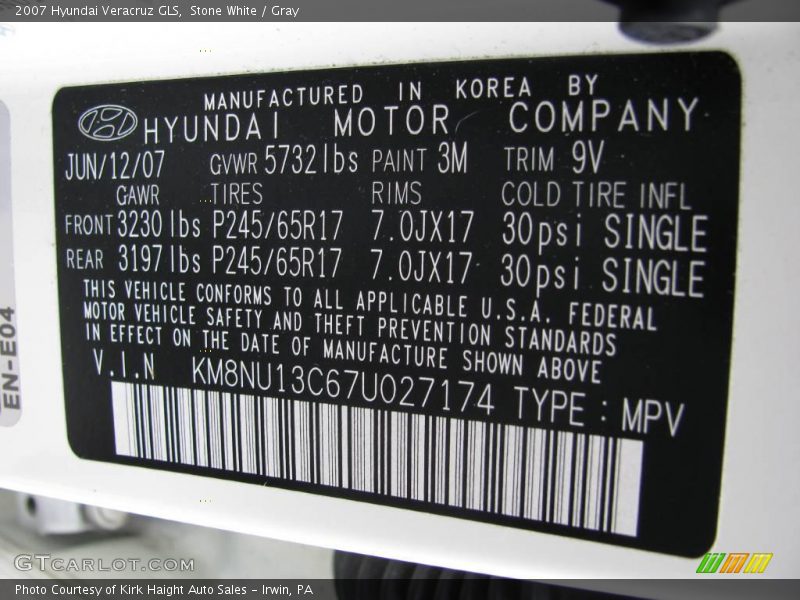 2007 Hyundai Veracruz GLS, Stone White / Gray
MANUFACTURED IN KOREA BY
HYUNDAI MOTOR COMPANY
JUN/12/07 GVWR 5732lbs PAINT 3M TRIM 9V
GAWR TIRES RIMS COLD TIRE INFL
FRONT 3230 lbs P245/65R17 7.0JX17 30psi SINGLE
REAR 3197 lbs P245/65R17 7.0JX17 30psi SINGLE
THIS VEHICLE CONFORMS TO ALL APPLICABLE U.S.A. FEDERAL
MOTOR VEHICLE SAFETY AND THEFT PREVENTION STANDARDS
IN EFFECT ON THE DATE OF MANUFACTURE SHOWN ABOVE
V.I.N KM8NU13C67U027174 TYPE : MPV
EN-E04
GTCARLOT.COM
Photo Courtesy of Kirk Haight Auto Sales - Irwin, PA